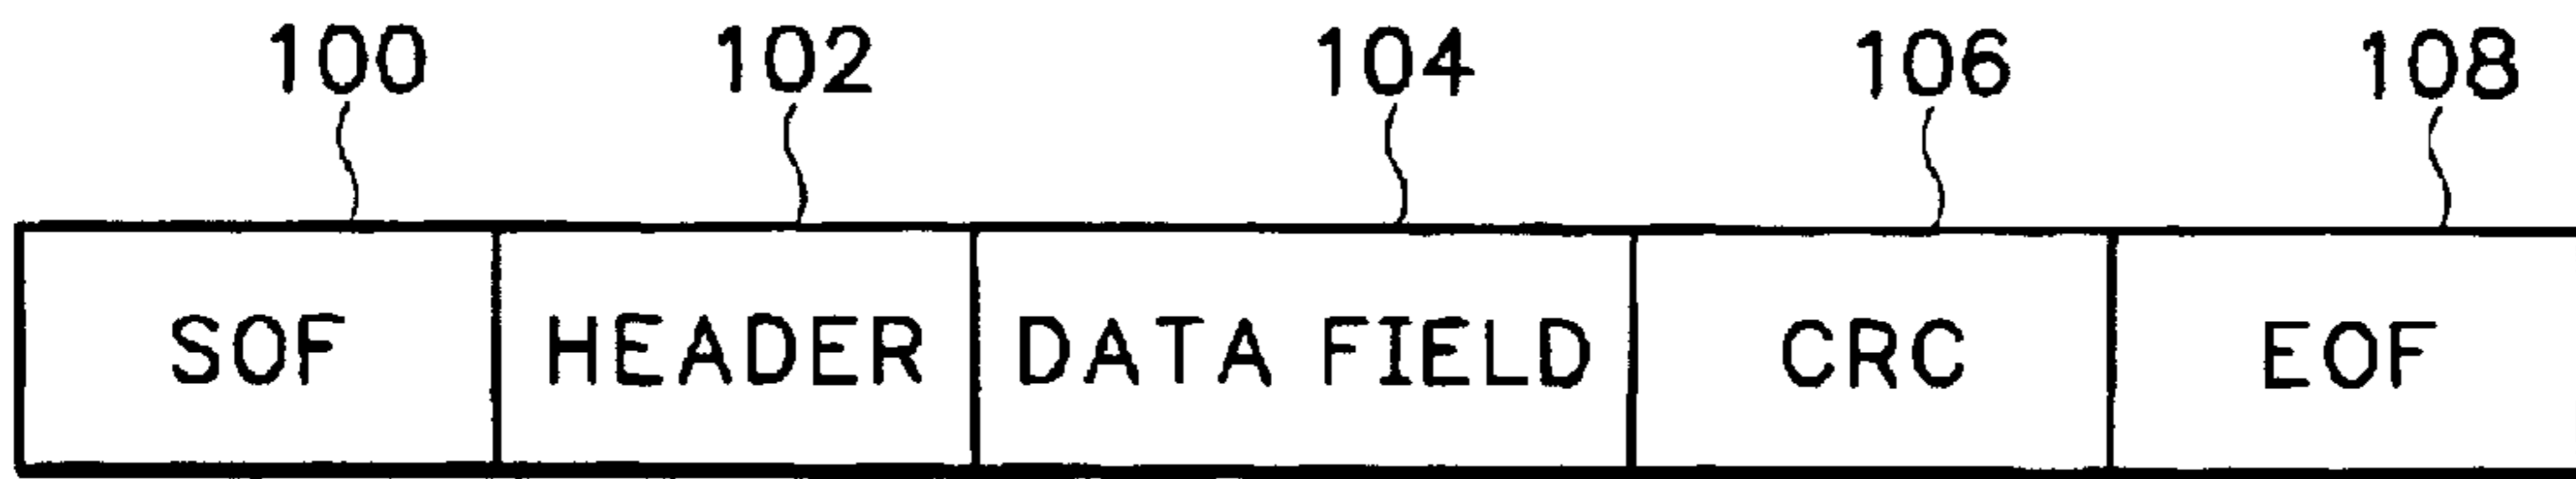 100 102 104 106 108
SOF HEADER DATA FIELD CRC EOF